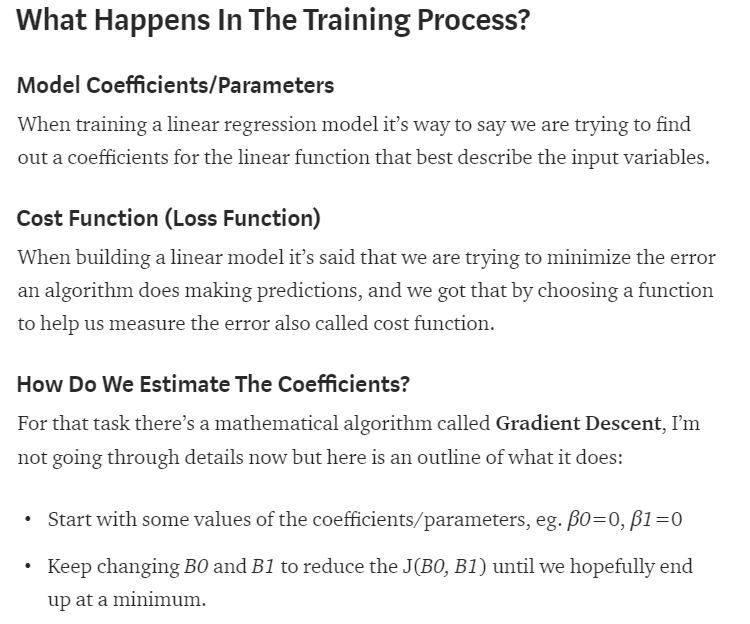 What Happens In The Training Process?
Model Coefficients/Parameters
When training a linear regression model it’s way to say we are trying to find
out a coefficients for the linear function that best describe the input variables.
Cost Function (Loss Function)
When building a linear model it’s said that we are trying to minimize the error
an algorithm does making predictions, and we got that by choosing a function
to help us measure the error also called cost function.
How Do We Estimate The Coefficients?
For that task there’s a mathematical algorithm called Gradient Descent, I’m
not going through details now but here is an outline of what it does:
• Start with some values of the coefficients/parameters, eg. β0=0, β1=0
• Keep changing B0 and B1 to reduce the J(B0, B1) until we hopefully end
up at a minimum.